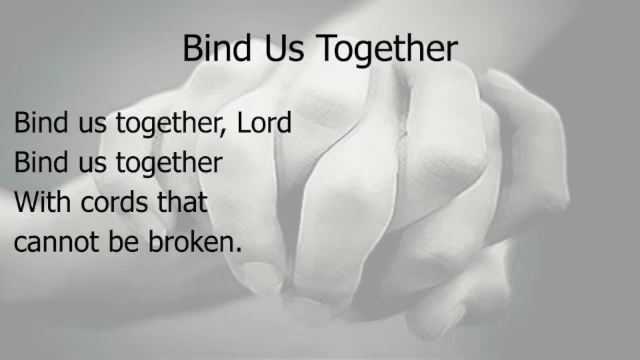 Bind Us Together
Bind us together, Lord
Bind us together
With cords that
cannot be broken.